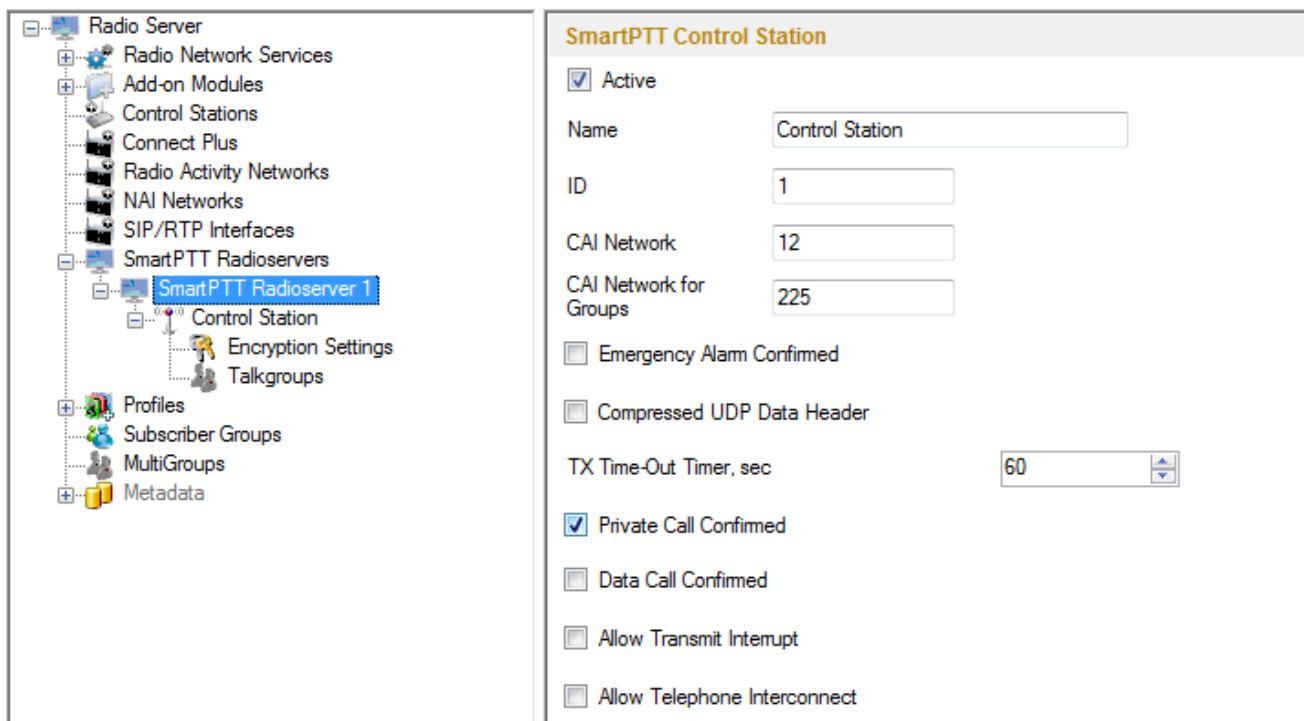 Radio Server
Radio Network Services
Add-on Modules
Control Stations
Connect Plus
Radio Activity Networks
NAI Networks
SIP/RTP Interfaces
SmartPTT Radioservers
SmartPTT Radioserver 1
Control Station
Encryption Settings
Talkgroups
Profiles
Subscriber Groups
MultiGroups
Metadata
SmartPTT Control Station
Active
Name Control Station
ID 1
CAI Network 12
CAI Network for
Groups 225
Emergency Alarm Confirmed
Compressed UDP Data Header
TX Time-Out Timer, sec 60
Private Call Confirmed
Data Call Confirmed
Allow Transmit Interrupt
Allow Telephone Interconnect